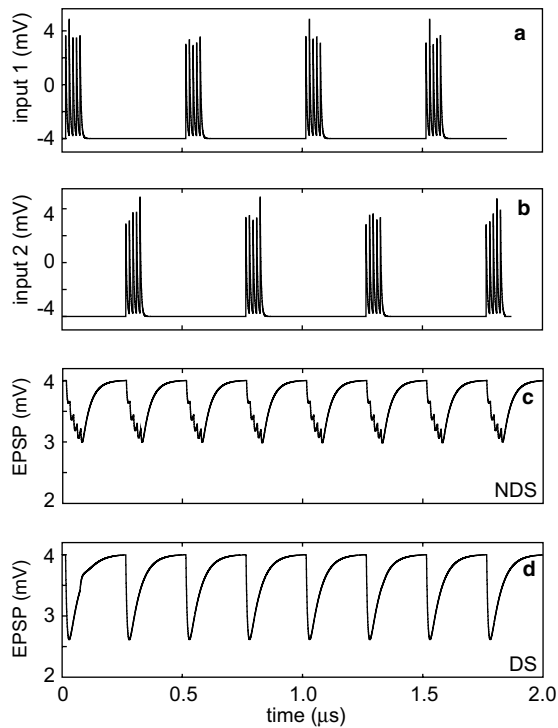 4
0
-4
input 1 (mV)
a
4
0
-4
input 2 (mV)
b
4
3
2
EPSP (mV)
c
NDS
4
3
2
EPSP (mV)
d
DS
0 0.5 1.0 1.5 2.0
time (μs)